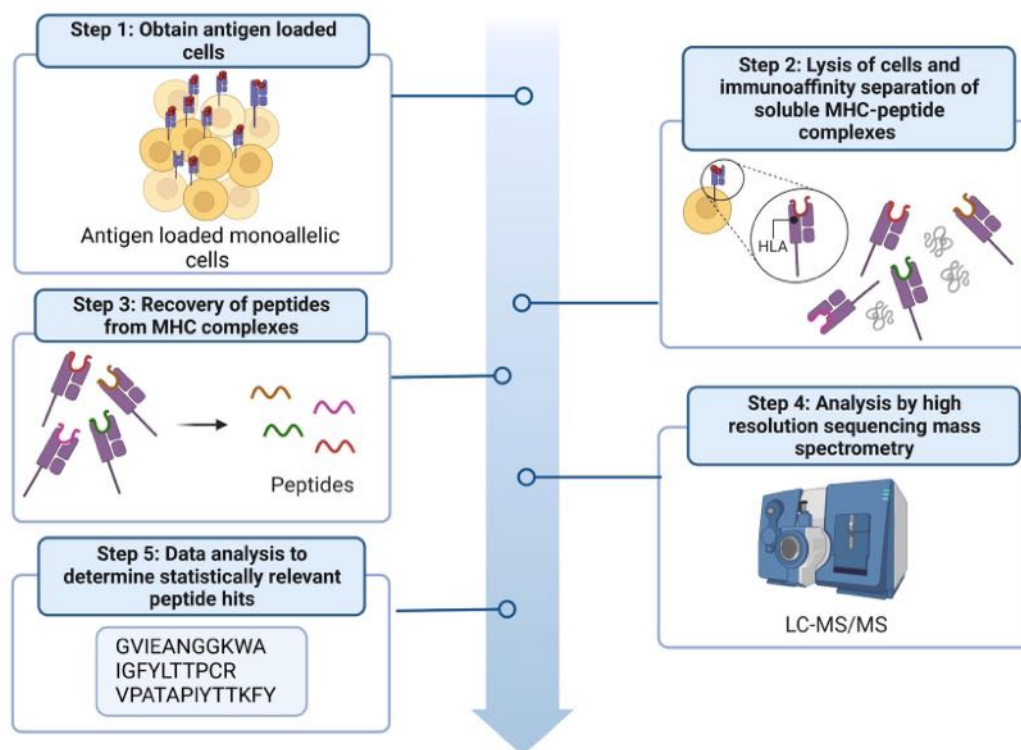 Step 1: Obtain antigen loaded
cells
Antigen loaded monoallelic
cells
Step 2: Lysis of cells and
immunoaffinity separation of
soluble MHC-peptide
complexes
HLA
Step 3: Recovery of peptides
from MHC complexes
Peptides
Step 4: Analysis by high
resolution sequencing mass
spectrometry
LC-MS/MS
Step 5: Data analysis to
determine statistically relevant
peptide hits
GVIEANGGKWA
IGFYLTTPCR
VPATAPIYTTKFY